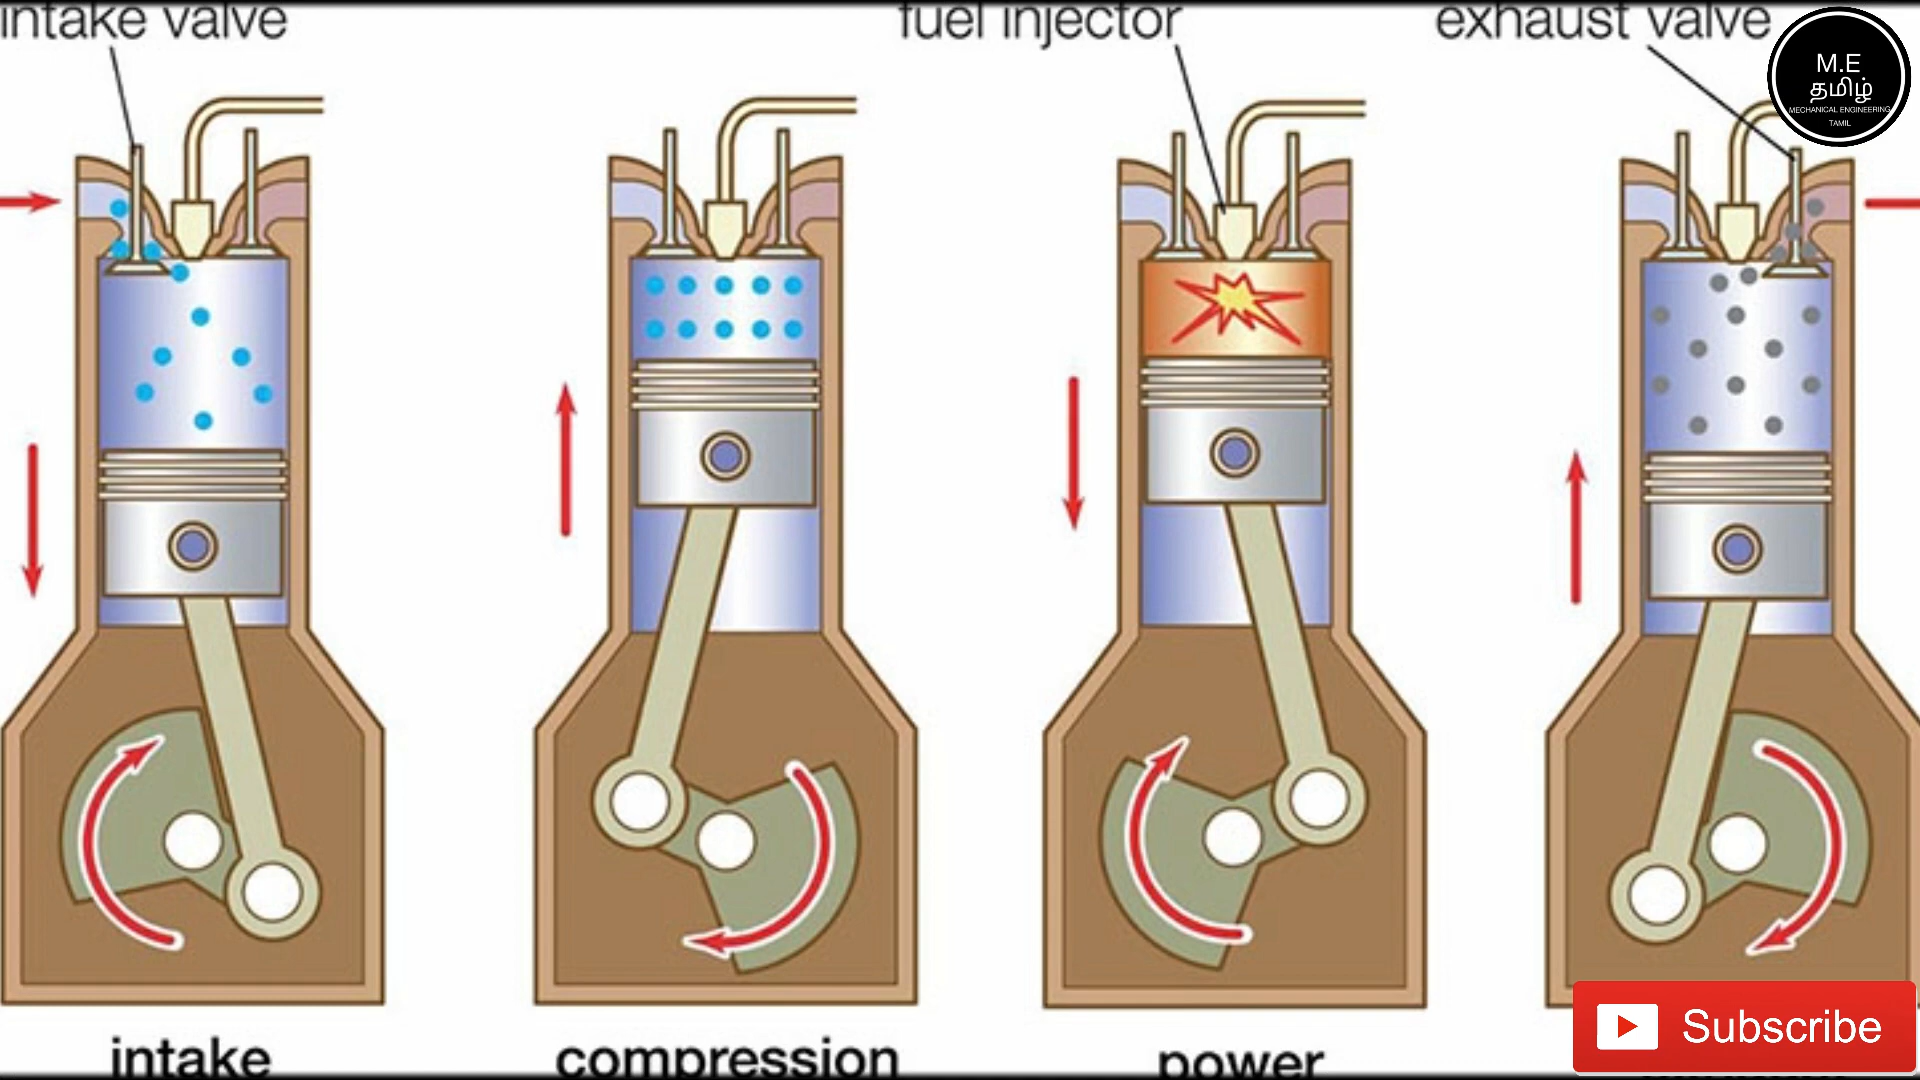 intake valve
fuel injector
exhaust valve
M.E
தமிழ்
MECHANICAL ENGINEERING
TAMIL
intake
compression
power
Subscribe